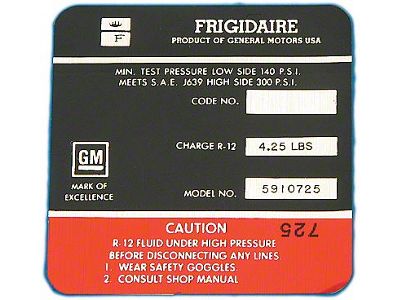 F
FRIGIDAIRE
PRODUCT OF GENERAL MOTORS USA
MIN. TEST PRESSURE LOW SIDE 140 P.S.I.
MEETS S.A.E. J639 HIGH SIDE 300 P.S.I.
CODE NO.
CHARGE R-12 4.25 LBS
GM
MARK OF
EXCELLENCE
MODEL NO. 5910725
725
CAUTION
R-12 FLUID UNDER HIGH PRESSURE
BEFORE DISCONNECTING ANY LINES.
1. WEAR SAFETY GOGGLES.
2. CONSULT SHOP MANUAL